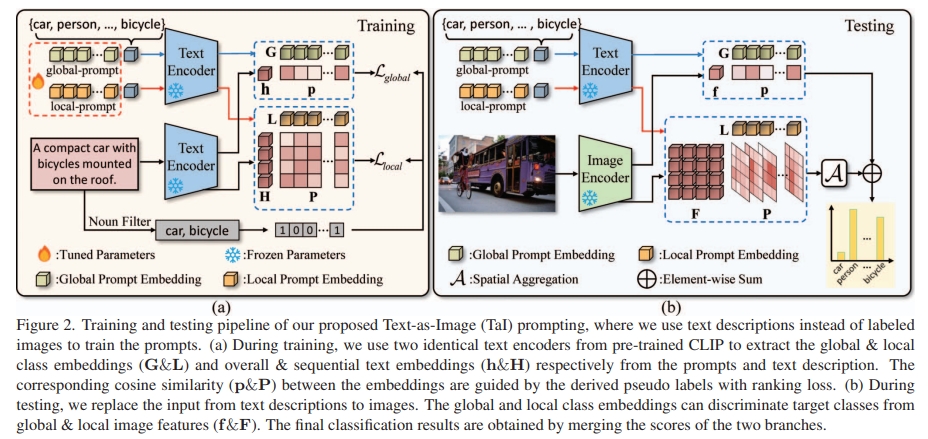 {car, person, ..., bicycle}
Training
global-prompt
local-prompt
Text
Encoder
G
h
p
L_global
A compact car with
bicycles mounted
on the roof.
Text
Encoder
L
H
P
L_local
Noun Filter
car, bicycle
1 0 0 ... 1
:Tuned Parameters
:Frozen Parameters
:Global Prompt Embedding
:Local Prompt Embedding
(a)
{car, person, ... , bicycle}
Testing
global-prompt
local-prompt
Text
Encoder
G
f
p
Image
Encoder
L
F
P
A
car
person
...
bicycle
:Global Prompt Embedding
:Local Prompt Embedding
A :Spatial Aggregation
⊕ :Element-wise Sum
(b)
Figure 2. Training and testing pipeline of our proposed Text-as-Image (TaI) prompting, where we use text descriptions instead of labeled
images to train the prompts. (a) During training, we use two identical text encoders from pre-trained CLIP to extract the global & local
class embeddings (G&L) and overall & sequential text embeddings (h&H) respectively from the prompts and text description. The
corresponding cosine similarity (p&P) between the embeddings are guided by the derived pseudo labels with ranking loss. (b) During
testing, we replace the input from text descriptions to images. The global and local class embeddings can discriminate target classes from
global & local image features (f&F). The final classification results are obtained by merging the scores of the two branches.